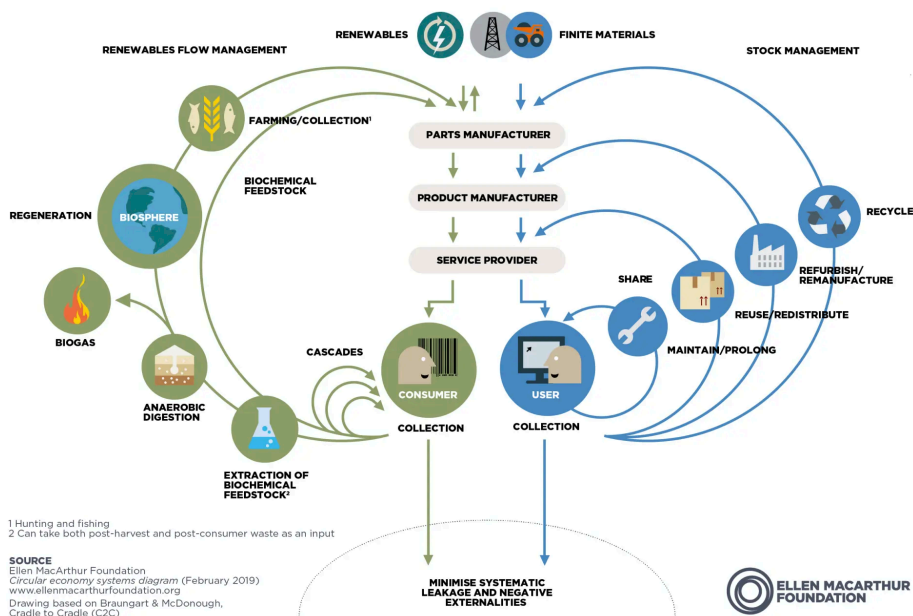 RENEWABLES
FINITE MATERIALS
RENEWABLES FLOW MANAGEMENT
STOCK MANAGEMENT
FARMING/COLLECTION¹
PARTS MANUFACTURER
BIOCHEMICAL
FEEDSTOCK
PRODUCT MANUFACTURER
REGENERATION
BIOSPHERE
RECYCLE
SERVICE PROVIDER
SHARE
REFURBISH/
REMANUFACTURE
REUSE/REDISTRIBUTE
BIOGAS
MAINTAIN/PROLONG
CASCADES
CONSUMER
USER
ANAEROBIC
DIGESTION
COLLECTION
COLLECTION
EXTRACTION OF
BIOCHEMICAL
FEEDSTOCK²
1 Hunting and fishing
2 Can take both post-harvest and post-consumer waste as an input
SOURCE
Ellen MacArthur Foundation
Circular economy systems diagram (February 2019)
www.ellenmacarthurfoundation.org
Drawing based on Braungart & McDonough,
Cradle to Cradle (C2C)
MINIMISE SYSTEMATIC
LEAKAGE AND NEGATIVE
EXTERNALITIES
ELLEN MACARTHUR
FOUNDATION